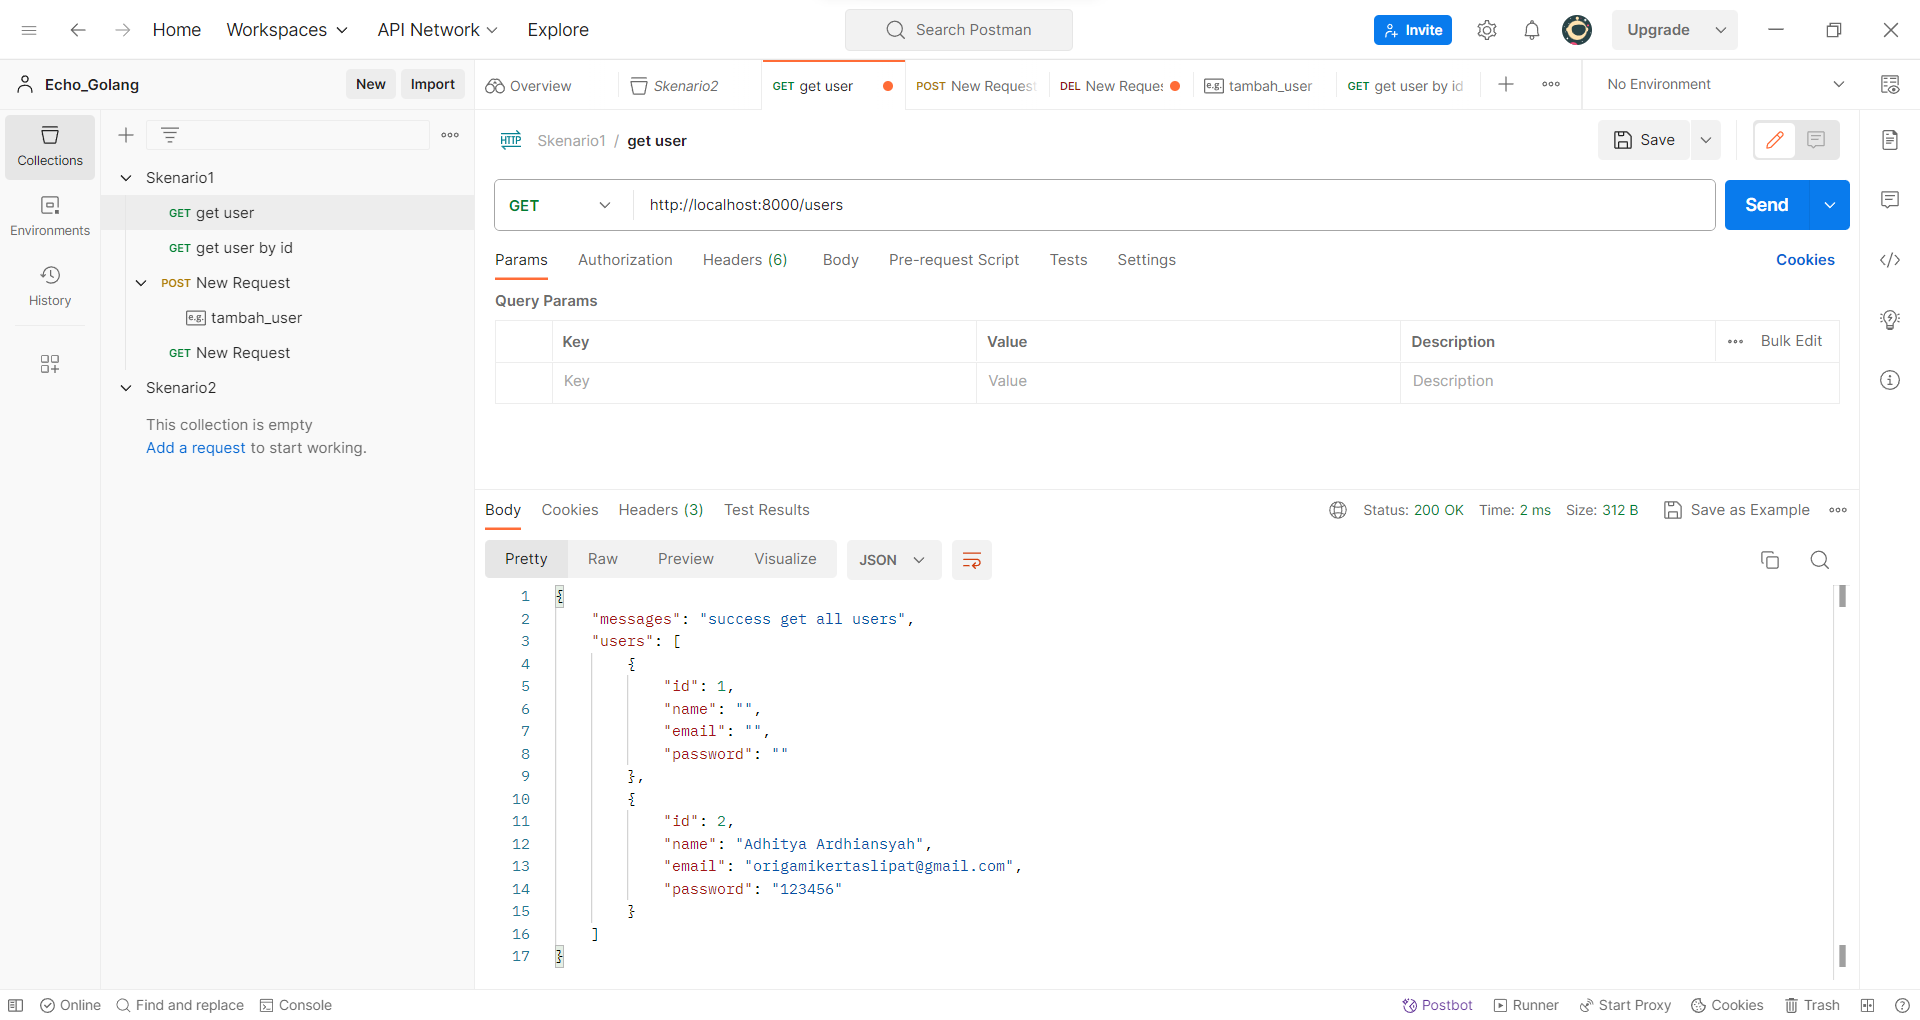 Home Workspaces API Network Explore Search Postman Invite Upgrade
Echo_Golang New Import Overview Skenario2 GET get user POST New Request DEL New Reques e.g. tambah_user GET get user by id No Environment
Collections
Environments
History
Skenario1
GET get user
GET get user by id
POST New Request
e.g. tambah_user
GET New Request
Skenario2
This collection is empty
Add a request to start working.
HTTP Skenario1 / get user Save
GET http://localhost:8000/users Send
Params Authorization Headers (6) Body Pre-request Script Tests Settings Cookies
Query Params
Key Value Description Bulk Edit
Key Value Description
Body Cookies Headers (3) Test Results Status: 200 OK Time: 2 ms Size: 312 B Save as Example
Pretty Raw Preview Visualize JSON
1 {
2 "messages": "success get all users",
3 "users": [
4 {
5 "id": 1,
6 "name": "",
7 "email": "",
8 "password": ""
9 },
10 {
11 "id": 2,
12 "name": "Adhitya Ardhiansyah",
13 "email": "origamikertaslipat@gmail.com",
14 "password": "123456"
15 }
16 ]
17 }
Online Find and replace Console Postbot Runner Start Proxy Cookies Trash